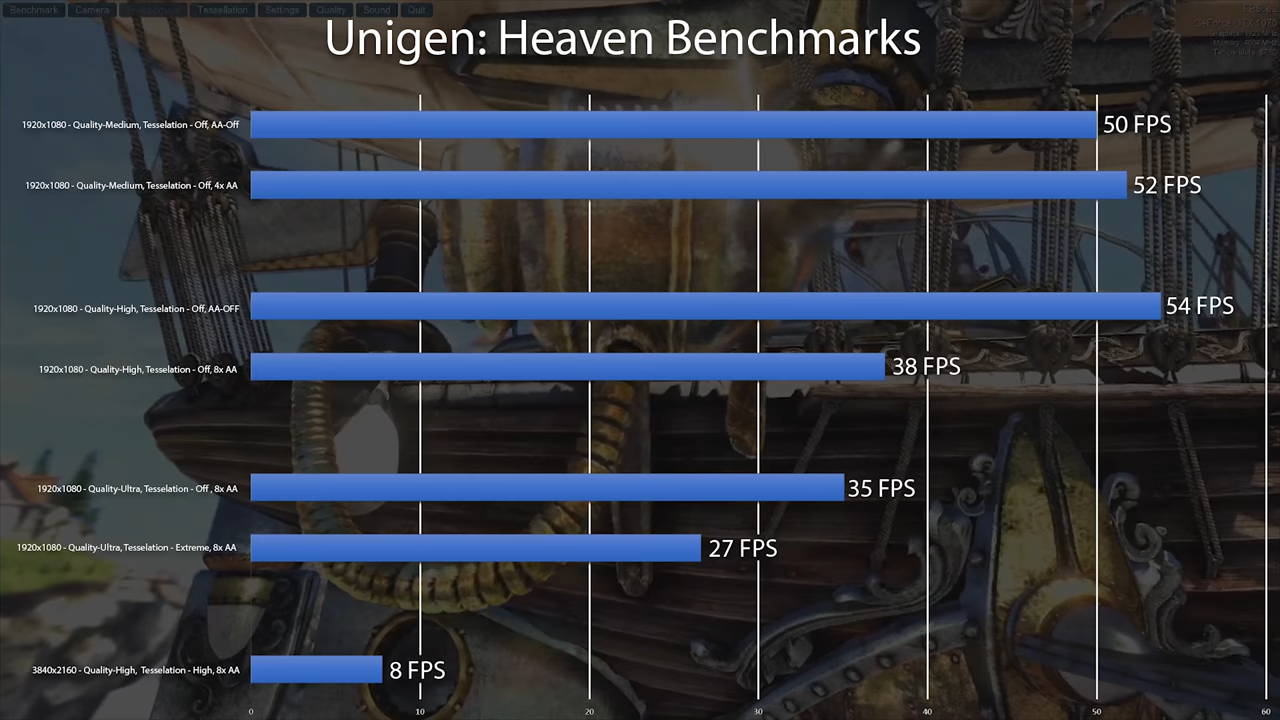 Benchmark Camera Tessellation Settings Quality Sound Quit
Unigen: Heaven Benchmarks
1920x1080 - Quality-Medium, Tesselation - Off, AA-Off 50 FPS
1920x1080 - Quality-Medium, Tesselation - Off, 4x AA 52 FPS
1920x1080 - Quality-High, Tesselation - Off, AA-OFF 54 FPS
1920x1080 - Quality-High, Tesselation - Off, 8x AA 38 FPS
1920x1080 - Quality-Ultra, Tesselation - Off , 8x AA 35 FPS
1920x1080 - Quality-Ultra, Tesselation - Extreme, 8x AA 27 FPS
3840x2160 - Quality-High, Tesselation - High, 8x AA 8 FPS
0 10 20 30 40 50 60